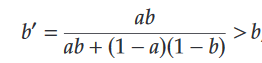 b′ = ab / (ab + (1 − a)(1 − b)) > b,